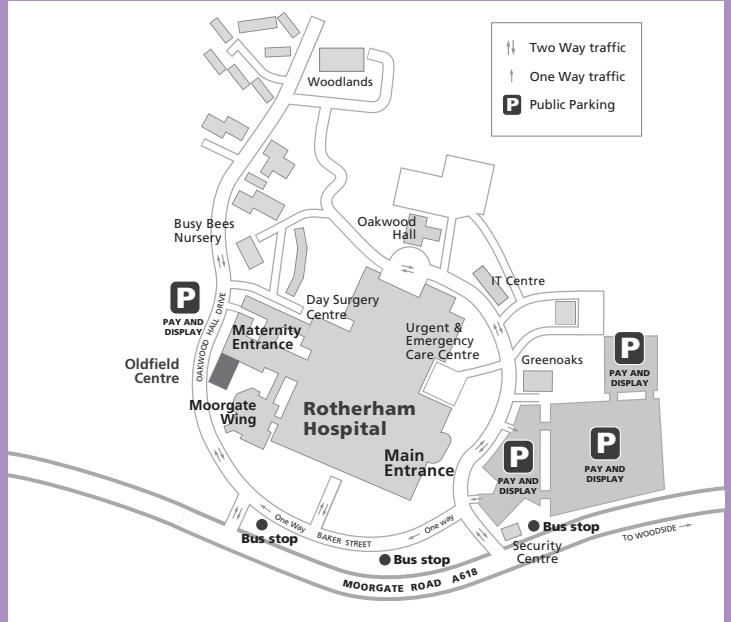 Two Way traffic
One Way traffic
P Public Parking
Woodlands
Busy Bees
Nursery
Oakwood
Hall
IT Centre
P
PAY AND
DISPLAY
OAKWOOD HALL DRIVE
Day Surgery
Centre
Maternity
Entrance
Urgent &
Emergency
Care Centre
Greenoaks
P
PAY AND
DISPLAY
Oldfield
Centre
Moorgate
Wing
Rotherham
Hospital
Main
Entrance
P
PAY AND
DISPLAY
P
PAY AND
DISPLAY
One Way
BAKER STREET
One way
Bus stop
Bus stop
Bus stop
Security
Centre
TO WOODSIDE
MOORGATE ROAD A618